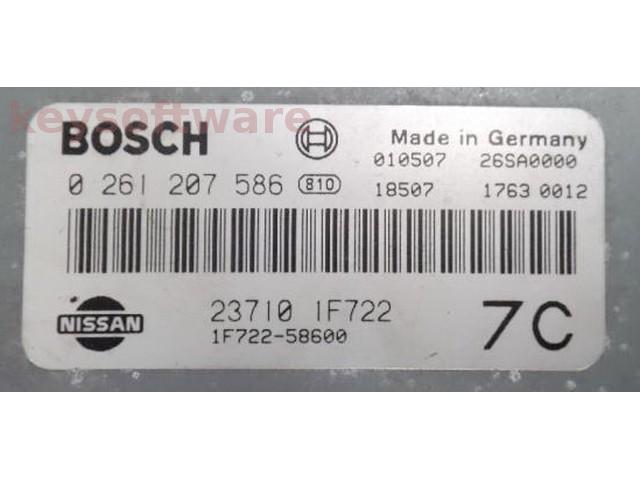 keysoftware
BOSCH Made in Germany
010507 26SA0000
0 261 207 586 810 18507 1763 0012
23710 1F722
NISSAN 7C
1F722-58600